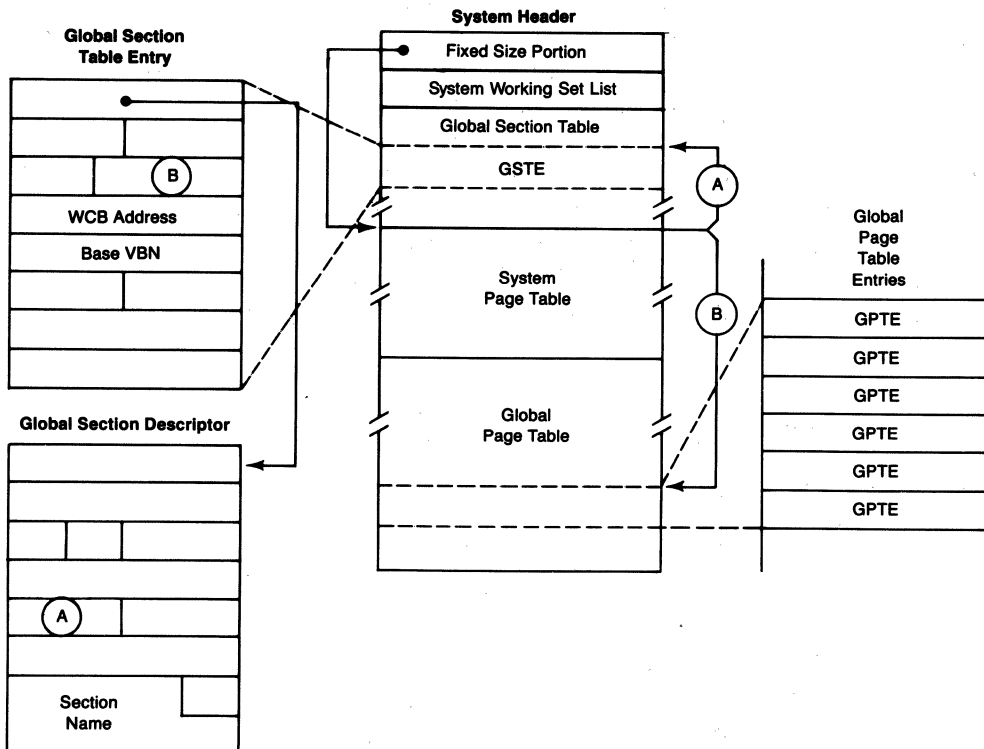 System Header
Global Section
Table Entry
Fixed Size Portion
System Working Set List
Global Section Table
GSTE
B
WCB Address
Base VBN
A
B
System
Page Table
Global
Page Table
Global
Page
Table
Entries
GPTE
GPTE
GPTE
GPTE
GPTE
GPTE
Global Section Descriptor
A
Section
Name